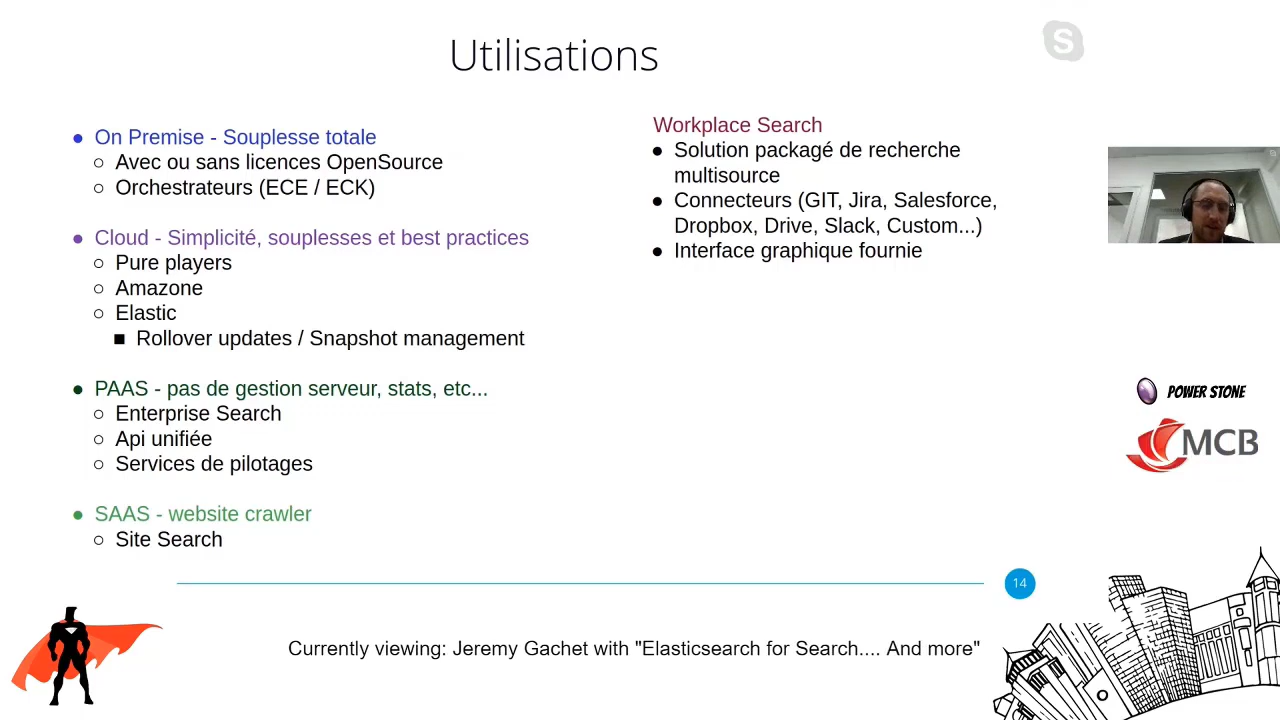 Utilisations
● On Premise - Souplesse totale
○ Avec ou sans licences OpenSource
○ Orchestrateurs (ECE / ECK)
● Cloud - Simplicité, souplesses et best practices
○ Pure players
○ Amazone
○ Elastic
■ Rollover updates / Snapshot management
● PAAS - pas de gestion serveur, stats, etc...
○ Enterprise Search
○ Api unifiée
○ Services de pilotages
● SAAS - website crawler
○ Site Search
Workplace Search
● Solution packagé de recherche
multisource
● Connecteurs (GIT, Jira, Salesforce,
Dropbox, Drive, Slack, Custom...)
● Interface graphique fournie
S
POWER STONE
MCB
14
Currently viewing: Jeremy Gachet with "Elasticsearch for Search.... And more"